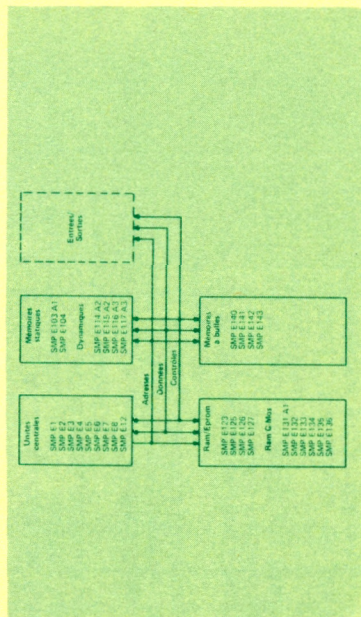 Unités
centrales
SMP E1
SMP E2
SMP E3
SMP E4
SMP E5
SMP E6
SMP E7
SMP E8
SMP E12
Mémoires
statiques
SMP E103 A1
SMP E104
Dynamiques
SMP E114 A2
SMP E115 A2
SMP E116 A3
SMP E117 A3
Entrées/
Sorties
Adresses
Données
Contrôles
Ram/Eprom
SMP E123
SMP E125
SMP E126
SMP E127
Ram C-Mos
SMP E131 A1
SMP E132
SMP E133
SMP E134
SMP E135
SMP E136
Mémoires
à bulles
SMP E140
SMP E141
SMP E142
SMP E143